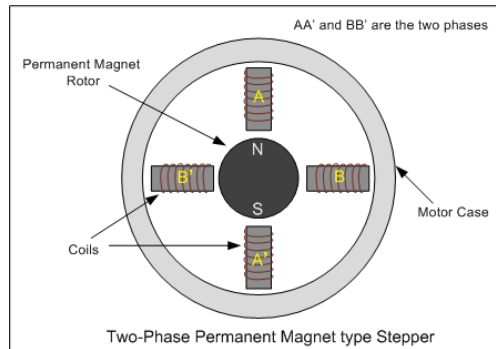 AA' and BB' are the two phases
Permanent Magnet
Rotor
A
N
B'
B
S
Motor Case
Coils
A'
Two-Phase Permanent Magnet type Stepper